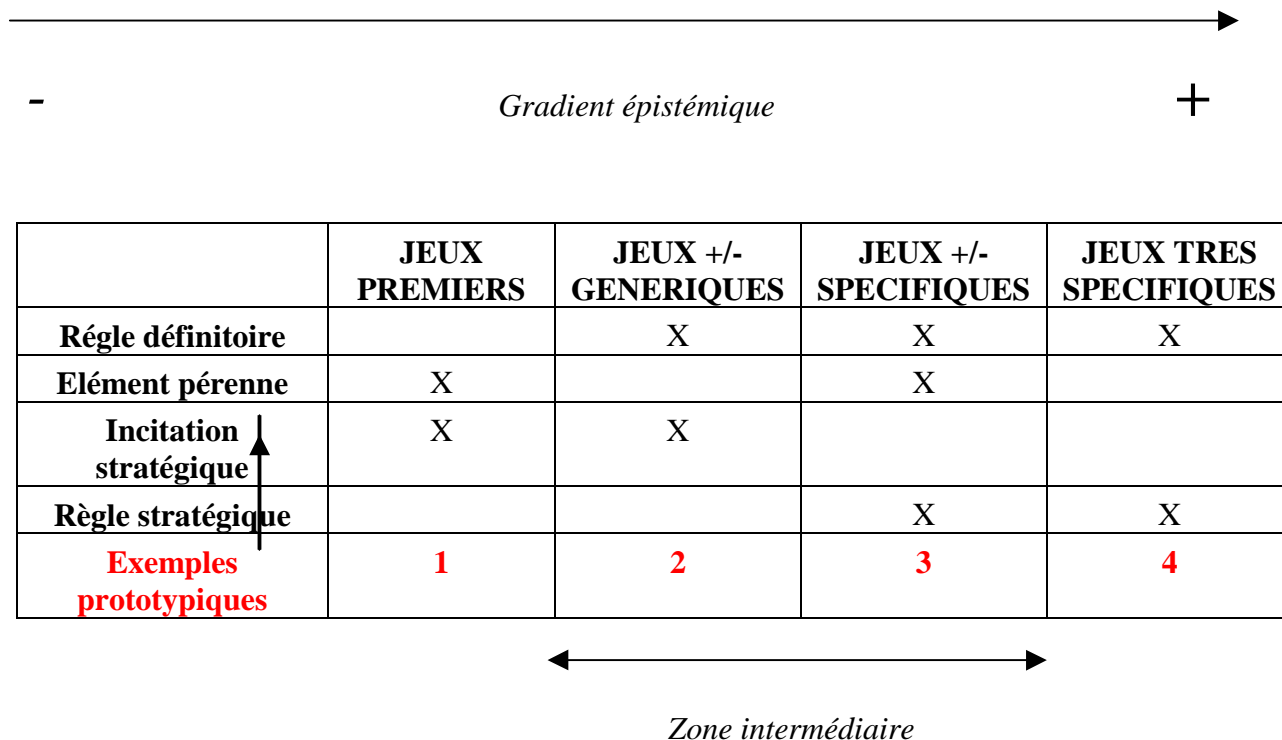 -
Gradient épistémique
+
JEUX
PREMIERS
JEUX +/-
GENERIQUES
JEUX +/-
SPECIFIQUES
JEUX TRES
SPECIFIQUES
Régle définitoire
X
X
X
Elément pérenne
X
X
Incitation
stratégique
X
X
Règle stratégique
X
X
Exemples
prototypiques
1
2
3
4
Zone intermédiaire